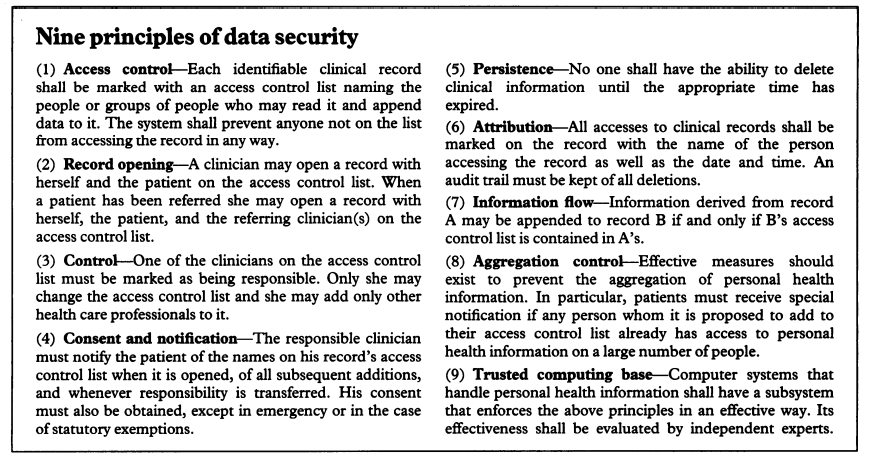 Nine principles of data security
(1) Access control—Each identifiable clinical record
shall be marked with an access control list naming the
people or groups of people who may read it and append
data to it. The system shall prevent anyone not on the list
from accessing the record in any way.
(2) Record opening—A clinician may open a record with
herself and the patient on the access control list. When
a patient has been referred she may open a record with
herself, the patient, and the referring clinician(s) on the
access control list.
(3) Control—One of the clinicians on the access control
list must be marked as being responsible. Only she may
change the access control list and she may add only other
health care professionals to it.
(4) Consent and notification—The responsible clinician
must notify the patient of the names on his record's access
control list when it is opened, of all subsequent additions,
and whenever responsibility is transferred. His consent
must also be obtained, except in emergency or in the case
of statutory exemptions.
(5) Persistence—No one shall have the ability to delete
clinical information until the appropriate time has
expired.
(6) Attribution—All accesses to clinical records shall be
marked on the record with the name of the person
accessing the record as well as the date and time. An
audit trail must be kept of all deletions.
(7) Information flow—Information derived from record
A may be appended to record B if and only if B's access
control list is contained in A's.
(8) Aggregation control—Effective measures should
exist to prevent the aggregation of personal health
information. In particular, patients must receive special
notification if any person whom it is proposed to add to
their access control list already has access to personal
health information on a large number of people.
(9) Trusted computing base—Computer systems that
handle personal health information shall have a subsystem
that enforces the above principles in an effective way. Its
effectiveness shall be evaluated by independent experts.